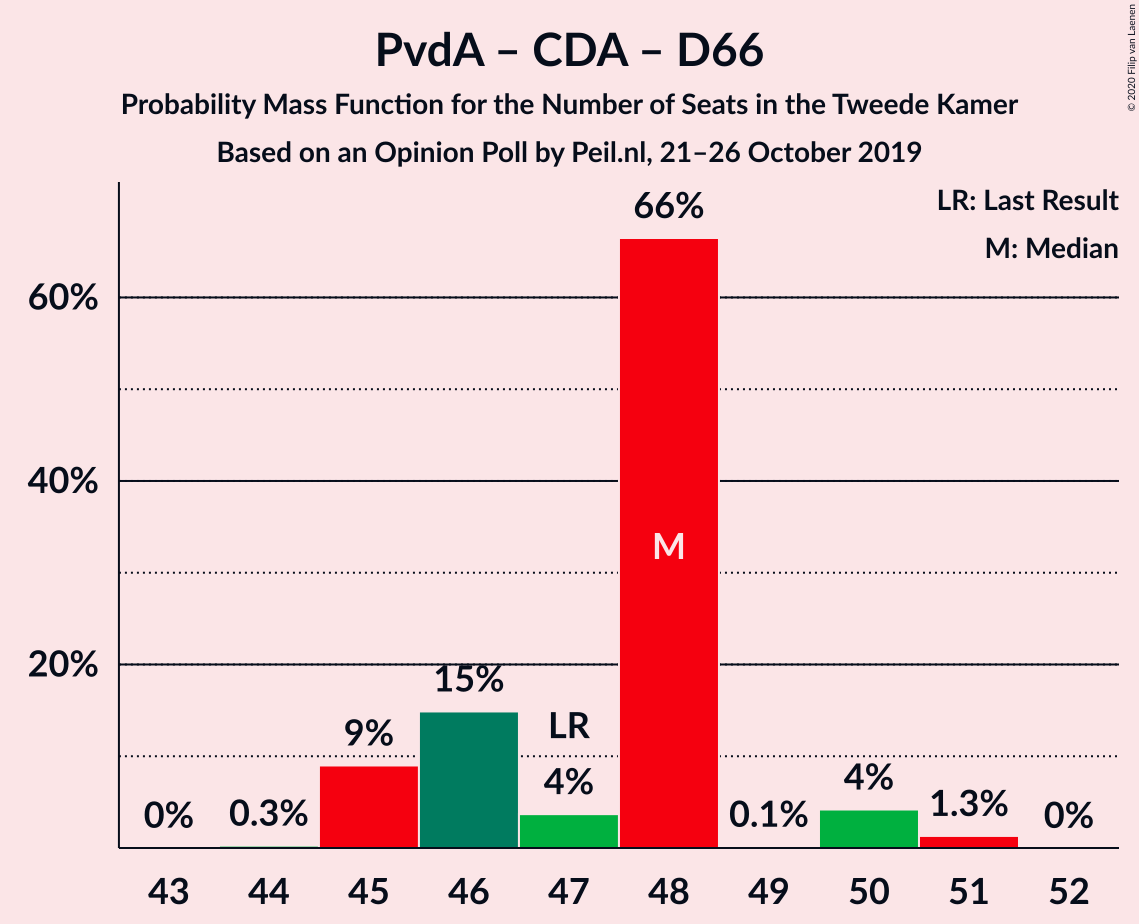 PvdA – CDA – D66
Probability Mass Function for the Number of Seats in the Tweede Kamer
Based on an Opinion Poll by Peil.nl, 21–26 October 2019
© 2020 Filip van Laenen
LR: Last Result
M: Median
60%
40%
20%
0%
0.3%
9%
15%
LR
4%
66%
M
0.1%
4%
1.3%
0%
43 44 45 46 47 48 49 50 51 52